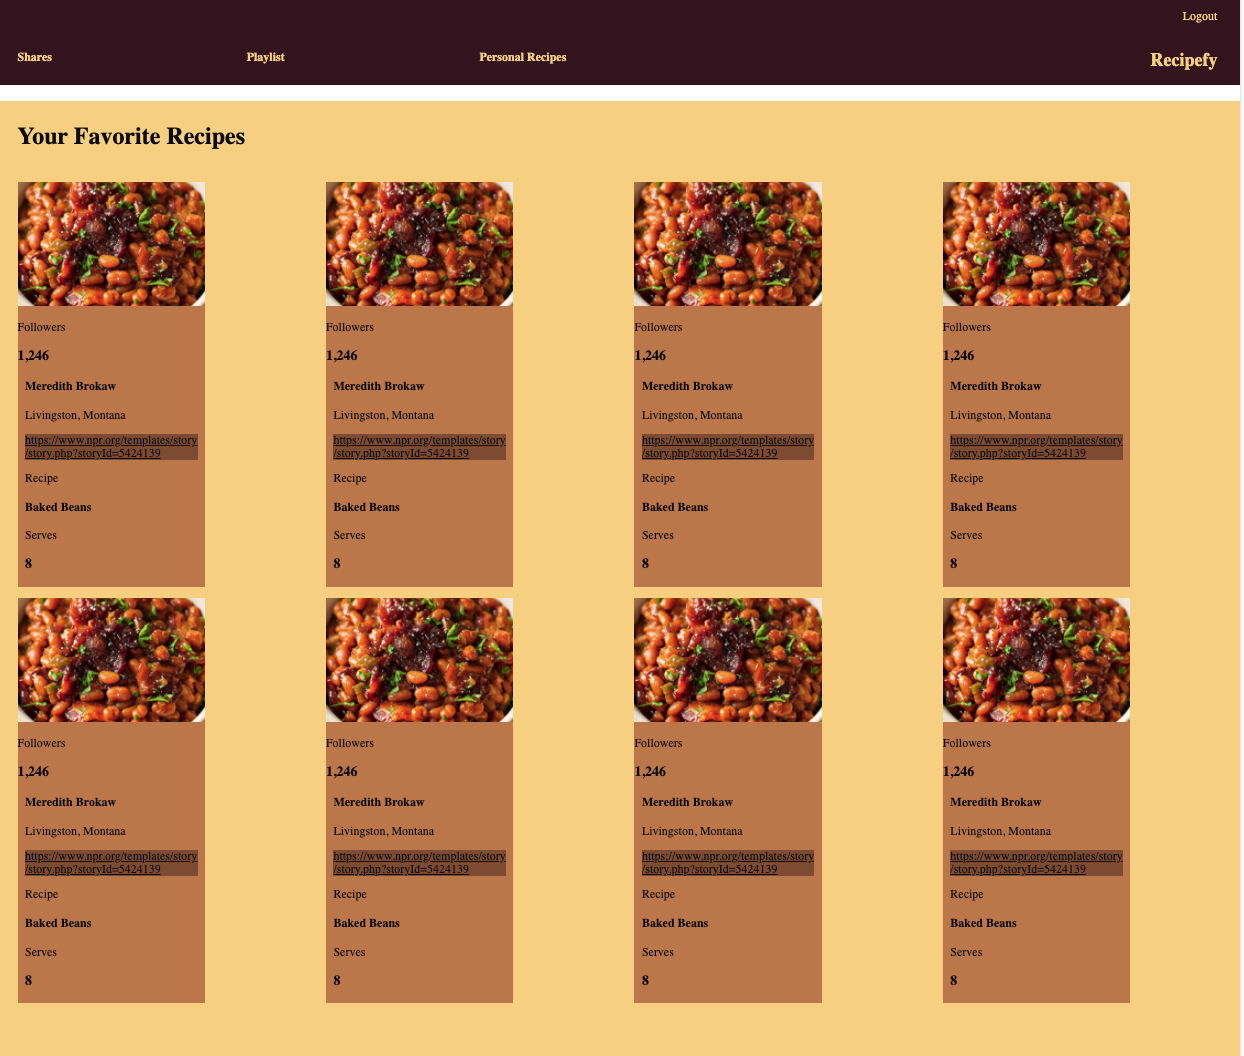 Logout
Shares Playlist Personal Recipes Recipefy
Your Favorite Recipes
Followers Followers Followers Followers
1,246 1,246 1,246 1,246
Meredith Brokaw Meredith Brokaw Meredith Brokaw Meredith Brokaw
Livingston, Montana Livingston, Montana Livingston, Montana Livingston, Montana
https://www.npr.org/templates/story https://www.npr.org/templates/story https://www.npr.org/templates/story https://www.npr.org/templates/story
/story.php?storyId=5424139 /story.php?storyId=5424139 /story.php?storyId=5424139 /story.php?storyId=5424139
Recipe Recipe Recipe Recipe
Baked Beans Baked Beans Baked Beans Baked Beans
Serves Serves Serves Serves
8 8 8 8
Followers Followers Followers Followers
1,246 1,246 1,246 1,246
Meredith Brokaw Meredith Brokaw Meredith Brokaw Meredith Brokaw
Livingston, Montana Livingston, Montana Livingston, Montana Livingston, Montana
https://www.npr.org/templates/story https://www.npr.org/templates/story https://www.npr.org/templates/story https://www.npr.org/templates/story
/story.php?storyId=5424139 /story.php?storyId=5424139 /story.php?storyId=5424139 /story.php?storyId=5424139
Recipe Recipe Recipe Recipe
Baked Beans Baked Beans Baked Beans Baked Beans
Serves Serves Serves Serves
8 8 8 8